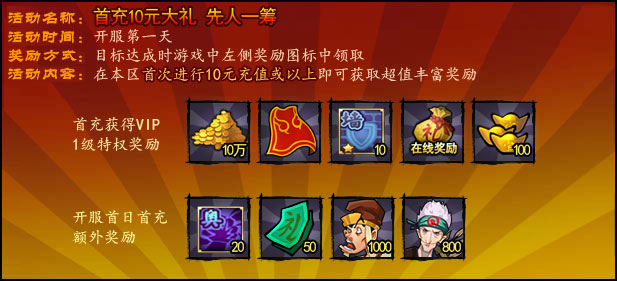 活动名称： 首充10元大礼 先人一筹
活动时间： 开服第一天
奖励方式： 目标达成时游戏中左侧奖励图标中领取
活动内容： 在本区首次进行10元充值或以上即可获取超值丰富奖励
首充获得VIP
1级特权奖励
10万
墙
10
礼
在线奖励
100
开服首日首充
额外奖励
奥
20
礼
50
1000
800